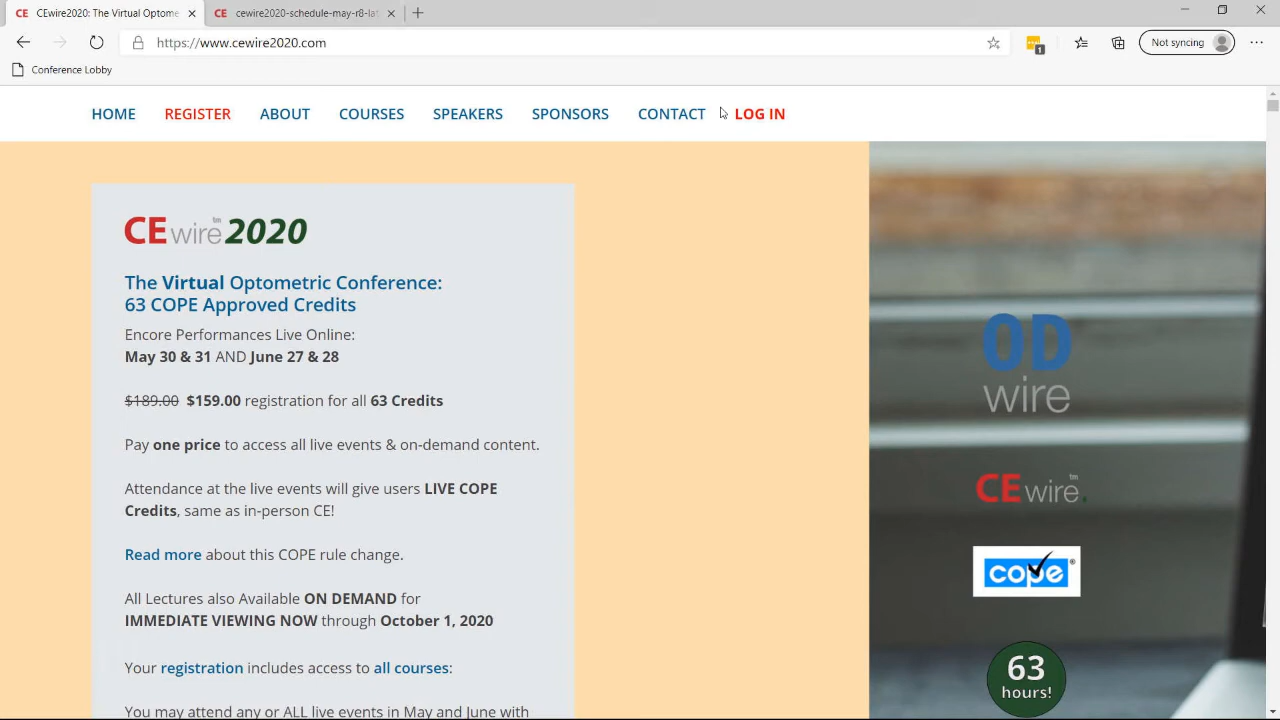 CEwire2020: The Virtual Optome
cewire2020-schedule-may-r8-lat
https://www.cewire2020.com
1
Not syncing
Conference Lobby
HOME REGISTER ABOUT COURSES SPEAKERS SPONSORS CONTACT LOG IN
CEwire™2020
The Virtual Optometric Conference:
63 COPE Approved Credits
Encore Performances Live Online:
May 30 & 31 AND June 27 & 28
$189.00 $159.00 registration for all 63 Credits
Pay one price to access all live events & on-demand content.
Attendance at the live events will give users LIVE COPE
Credits, same as in-person CE!
Read more about this COPE rule change.
All Lectures also Available ON DEMAND for
IMMEDIATE VIEWING NOW through October 1, 2020
Your registration includes access to all courses:
You may attend any or ALL live events in May and June with
OD
wire
CEwire™
cope®
63
hours!